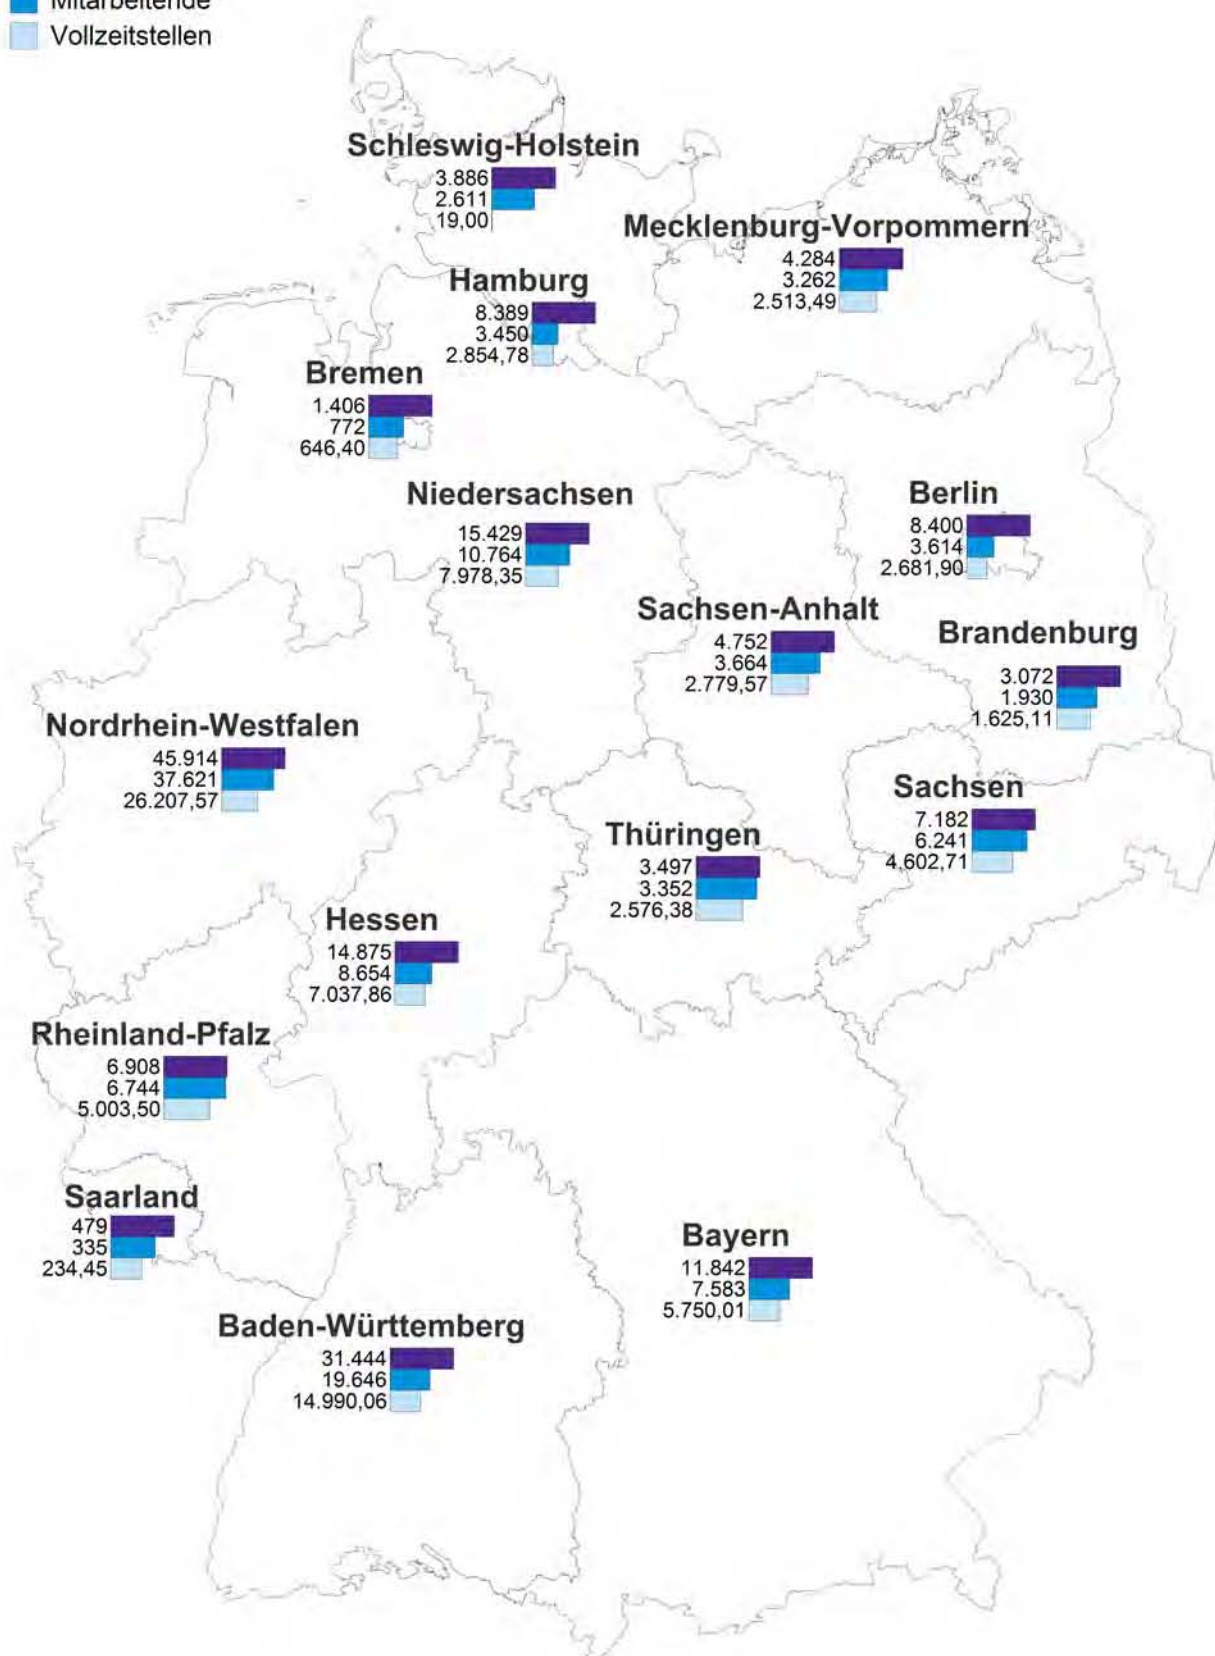 Mitarbeitende
Vollzeitstellen
Schleswig-Holstein
3.886
2.611
19,00
Mecklenburg-Vorpommern
4.284
3.262
2.513,49
Hamburg
8.389
3.450
2.854,78
Bremen
1.406
772
646,40
Niedersachsen
15.429
10.764
7.978,35
Berlin
8.400
3.614
2.681,90
Sachsen-Anhalt
4.752
3.664
2.779,57
Brandenburg
3.072
1.930
1.625,11
Nordrhein-Westfalen
45.914
37.621
26.207,57
Sachsen
7.182
6.241
4.602,71
Thüringen
3.497
3.352
2.576,38
Hessen
14.875
8.654
7.037,86
Rheinland-Pfalz
6.908
6.744
5.003,50
Saarland
479
335
234,45
Bayern
11.842
7.583
5.750,01
Baden-Württemberg
31.444
19.646
14.990,06